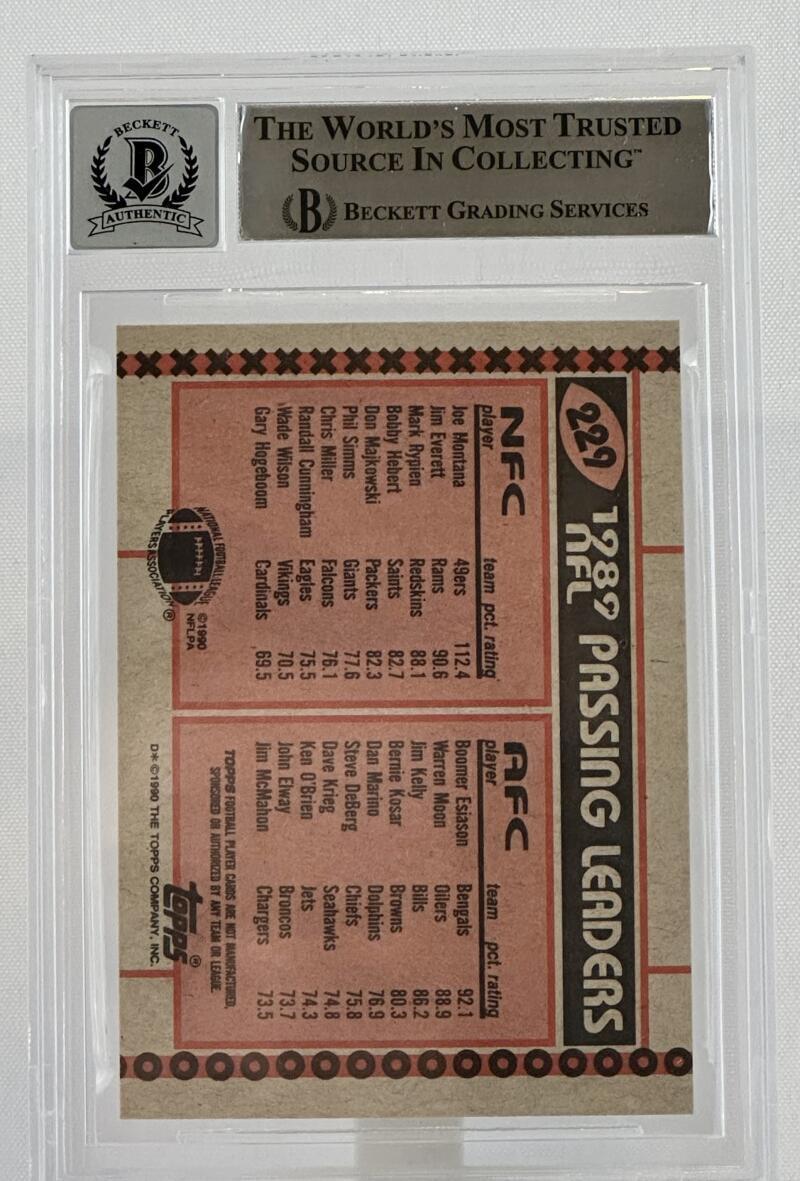 BECKETT
B
AUTHENTIC
THE WORLD'S MOST TRUSTED
SOURCE IN COLLECTING™
B BECKETT GRADING SERVICES
229
1989 PASSING LEADERS
NFL
NFC
player team pct. rating
Joe Montana 49ers 112.4
Jim Everett Rams 90.6
Mark Rypien Redskins 88.1
Bobby Hebert Saints 82.7
Don Majkowski Packers 82.3
Phil Simms Giants 77.6
Chris Miller Falcons 76.1
Randall Cunningham Eagles 75.5
Wade Wilson Vikings 70.5
Gary Hogeboom Cardinals 69.5
NATIONAL FOOTBALL LEAGUE
PLAYERS ASSOCIATION®
©1990
NFLPA
AFC
player team pct. rating
Boomer Esiason Bengals 92.1
Warren Moon Oilers 88.9
Jim Kelly Bills 86.2
Bernie Kosar Browns 80.3
Dan Marino Dolphins 76.9
Steve DeBerg Chiefs 75.8
Dave Krieg Seahawks 74.8
Ken O'Brien Jets 74.3
John Elway Broncos 73.7
Jim McMahon Chargers 73.5
TOPPS FOOTBALL PLAYER CARDS ARE NOT MANUFACTURED,
SPONSORED OR AUTHORIZED BY ANY TEAM OR LEAGUE.
topps®
D* ©1990 THE TOPPS COMPANY, INC.